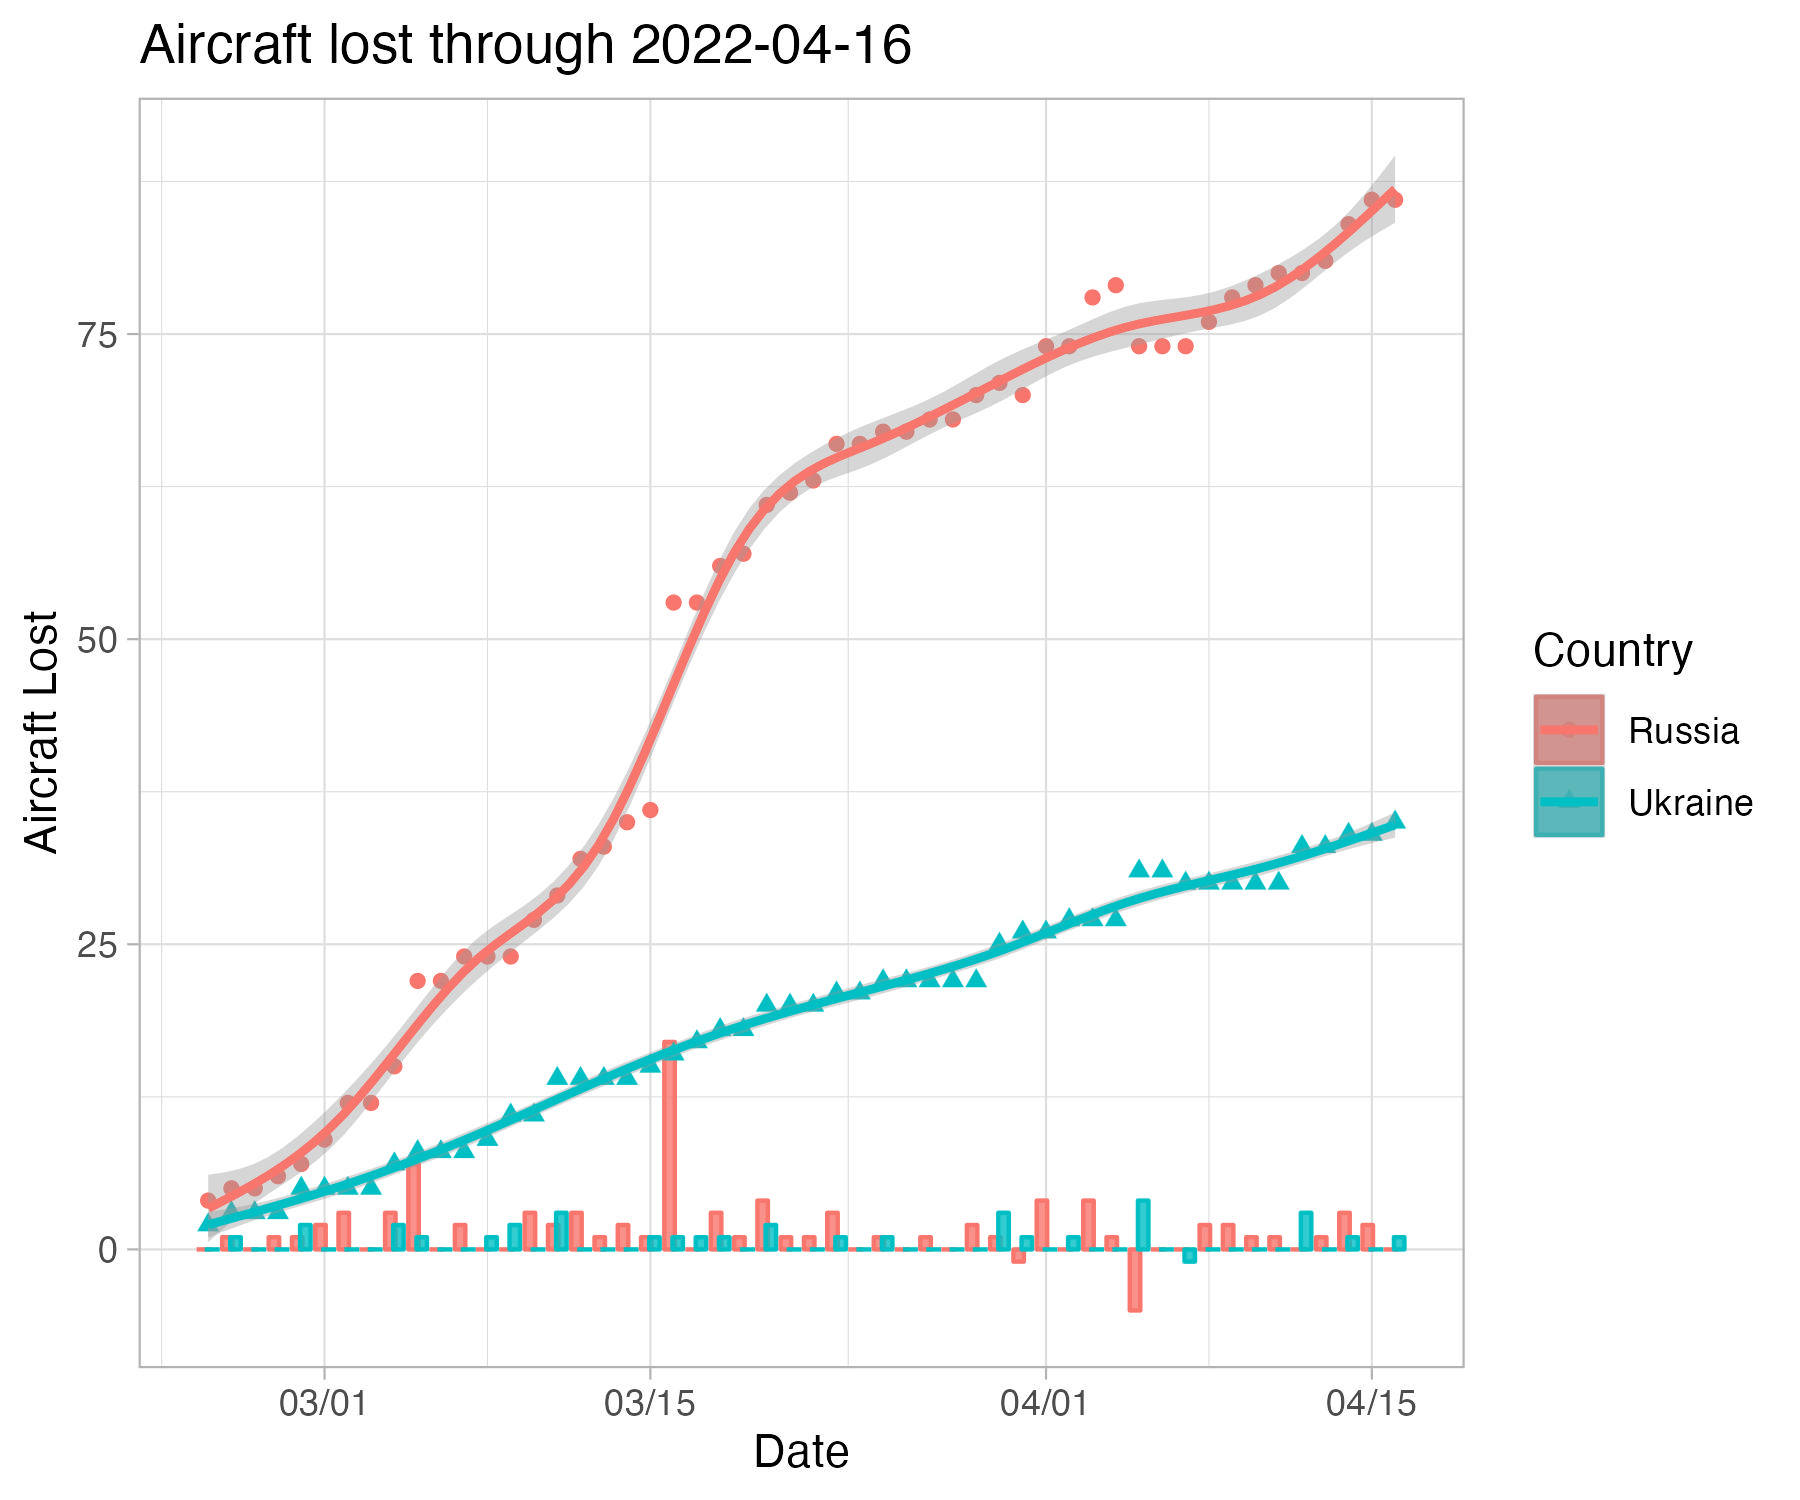 Aircraft lost through 2022-04-16
Aircraft Lost
75
50
25
0
03/01 03/15 04/01 04/15
Date
Country
Russia
Ukraine